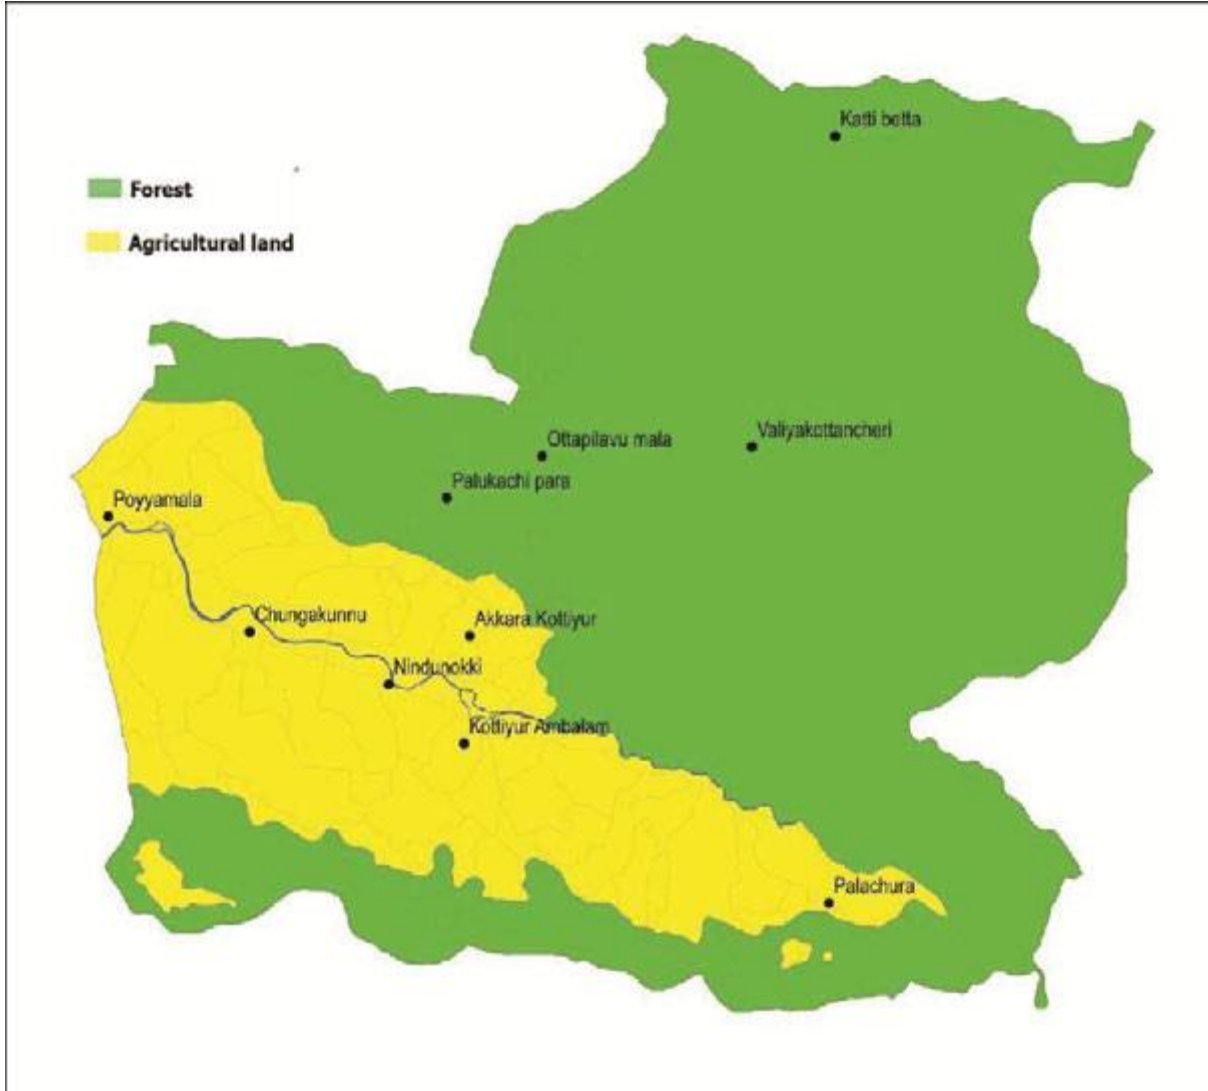 Katti betta
Forest
Agricultural land
Ottapilavu mala
Valiyakottancheri
Palukachi para
Poyyamala
Chungakunnu
Akkara Kottiyur
Nindunokki
Kottiyur Ambalam
Palachura